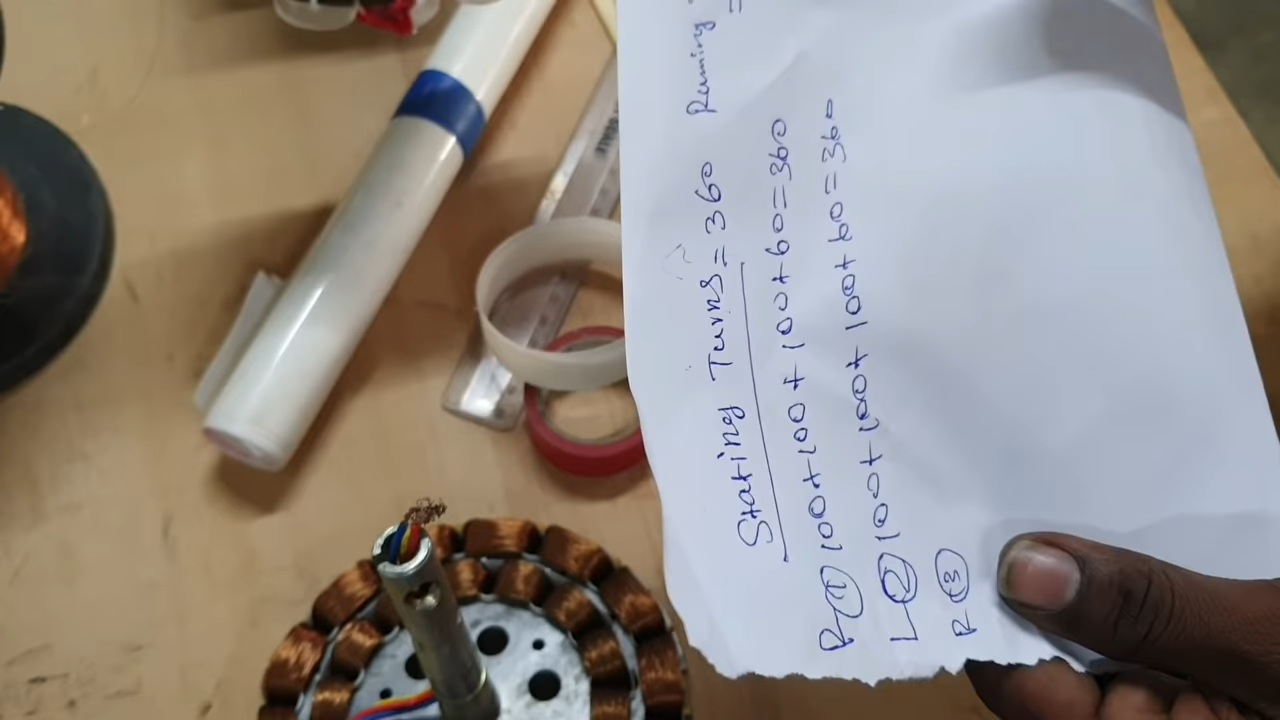 Stating Turns = 360 Running
R ① 100+100+100+60=360
L ② 100+100+100+60=360
R ③